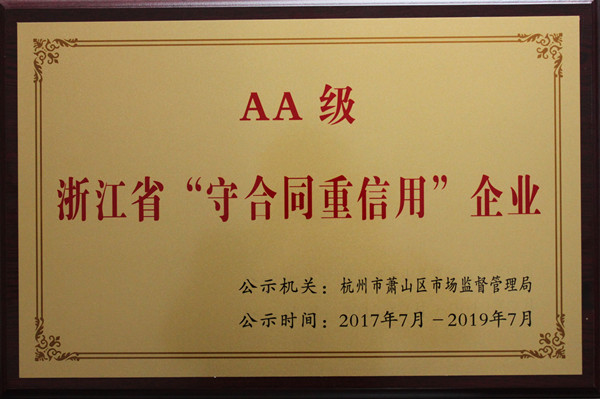 AA 级
浙江省“守合同重信用”企业
公示机关：杭州市萧山区市场监督管理局
公示时间：2017年7月－2019年7月